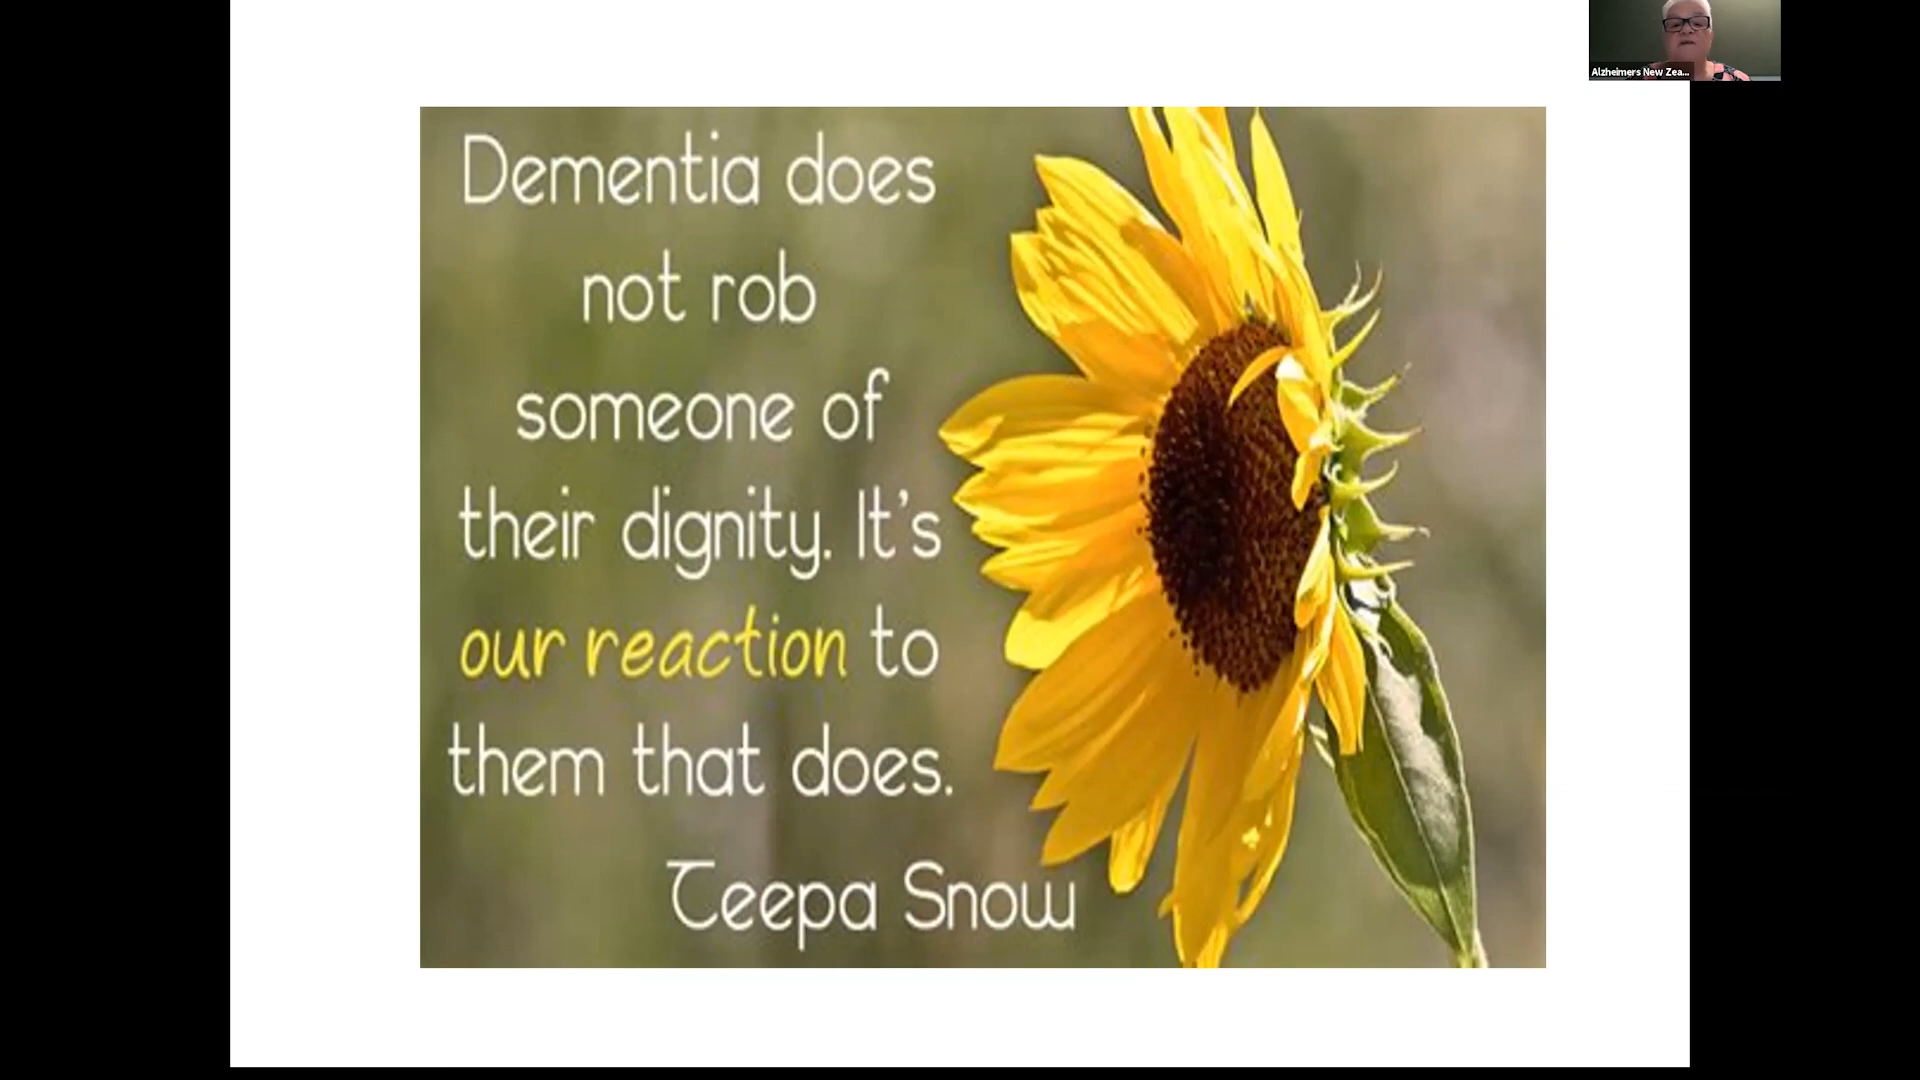 Alzheimers New Zea...
Dementia does
not rob
someone of
their dignity. It's
our reaction to
them that does.
Teepa Snow